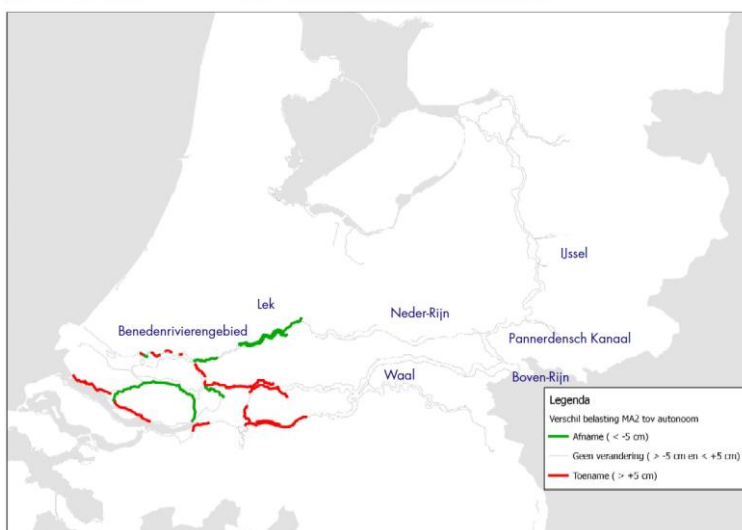 IJssel
Lek
Neder-Rijn
Benedenrivierengebied
Pannerdensch Kanaal
Waal
Boven-Rijn
Legenda
Verschil belasting MA2 tov autonoom
Afname ( < -5 cm)
Geen verandering ( > -5 cm en < +5 cm)
Toename ( > +5 cm)